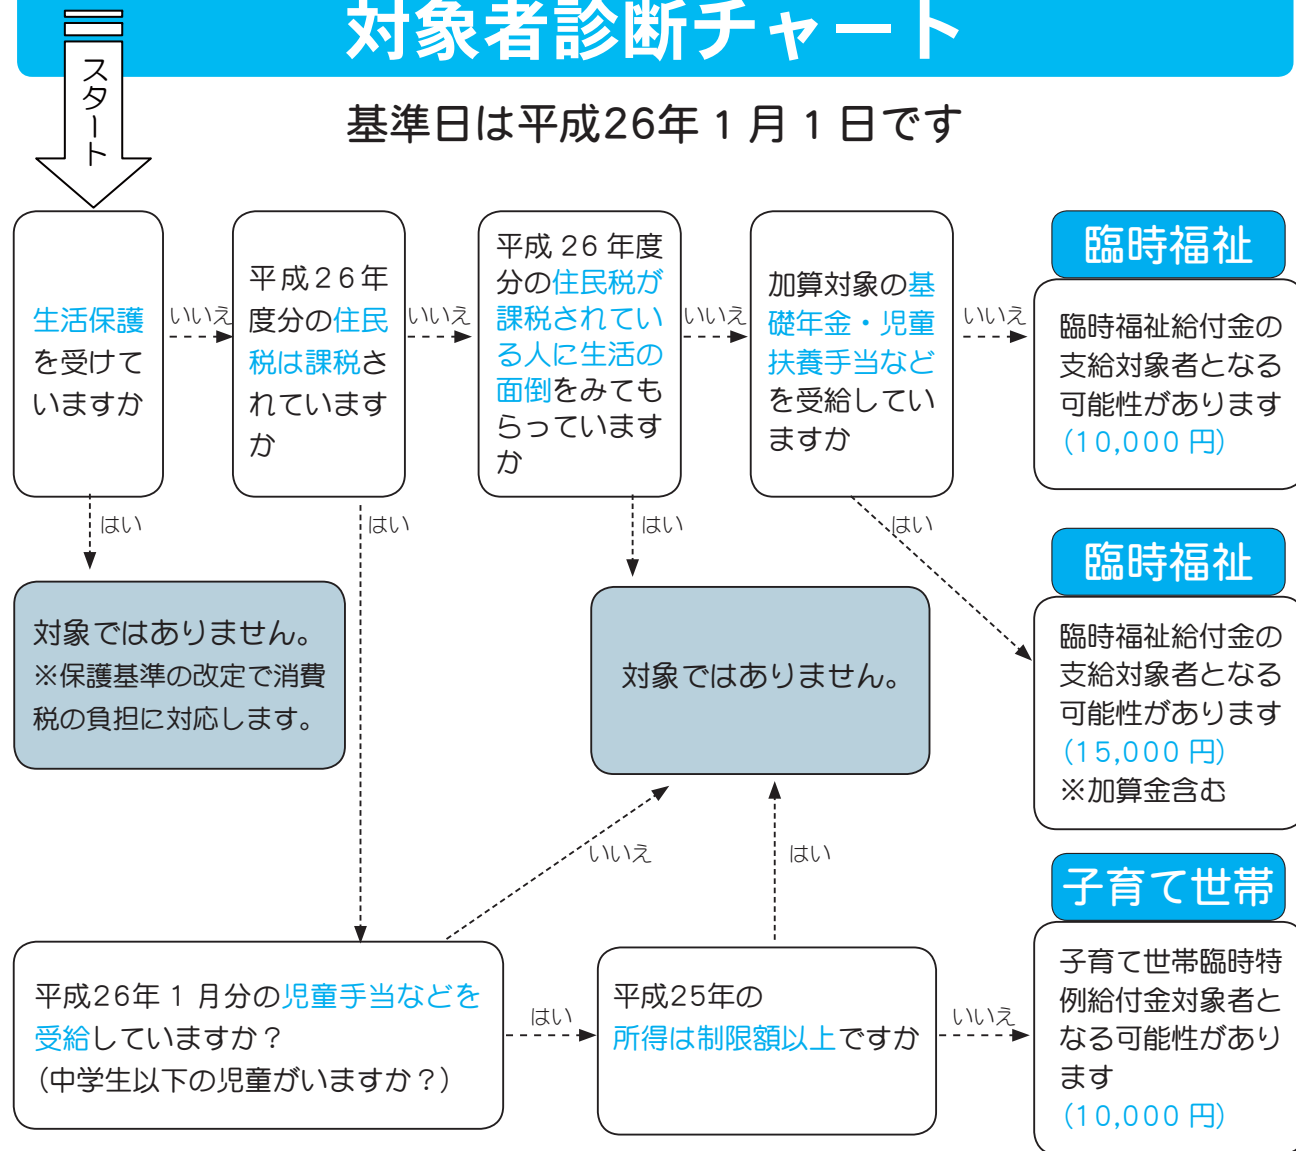 対象者診断チャート
スタート
基準日は平成26年1月1日です
生活保護
を受けて
いますか
いいえ
はい
平成26年
度分の住民
税は課税さ
れています
か
いいえ
はい
平成26年度
分の住民税が
課税されてい
る人に生活の
面倒をみても
らっています
か
いいえ
はい
加算対象の基
礎年金・児童
扶養手当など
を受給してい
ますか
いいえ
はい
臨時福祉
臨時福祉給付金の
支給対象者となる
可能性があります
(10,000円)
対象ではありません。
※保護基準の改定で消費
税の負担に対応します。
対象ではありません。
臨時福祉
臨時福祉給付金の
支給対象者となる
可能性があります
(15,000円)
※加算金含む
いいえ
はい
平成26年1月分の児童手当などを
受給していますか？
(中学生以下の児童がいますか？)
はい
平成25年の
所得は制限額以上ですか
いいえ
子育て世帯
子育て世帯臨時特
例給付金対象者と
なる可能性があり
ます
(10,000円)